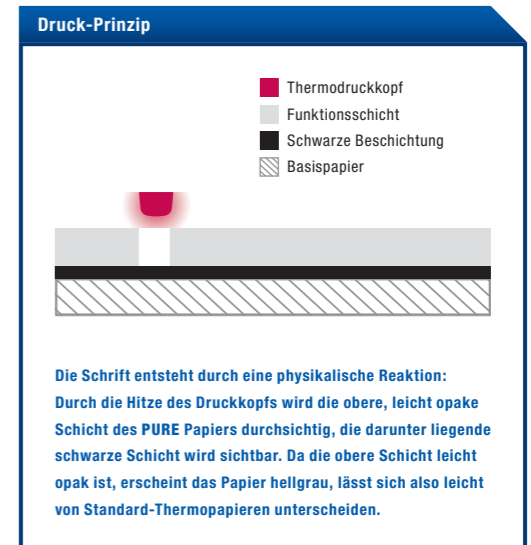 Druck-Prinzip
Thermodruckkopf
Funktionsschicht
Schwarze Beschichtung
Basispapier
Die Schrift entsteht durch eine physikalische Reaktion:
Durch die Hitze des Druckkopfs wird die obere, leicht opake
Schicht des PURE Papiers durchsichtig, die darunter liegende
schwarze Schicht wird sichtbar. Da die obere Schicht leicht
opak ist, erscheint das Papier hellgrau, lässt sich also leicht
von Standard-Thermopapieren unterscheiden.